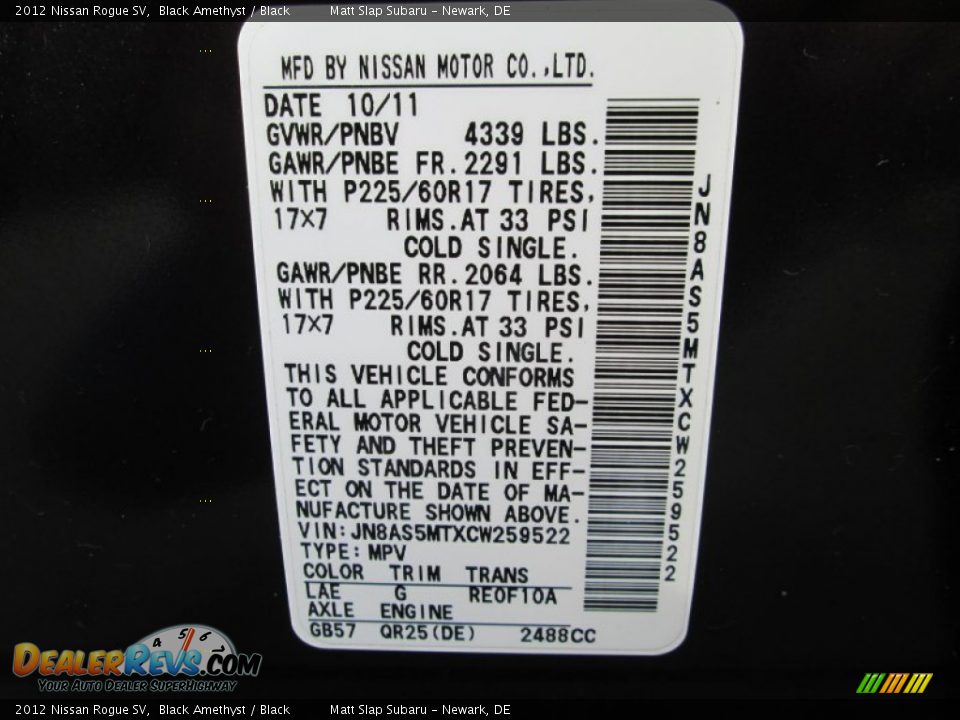 2012 Nissan Rogue SV, Black Amethyst / Black Matt Slap Subaru - Newark, DE
MFD BY NISSAN MOTOR CO.,LTD.
DATE 10/11
GVWR/PNBV 4339 LBS.
GAWR/PNBE FR.2291 LBS.
WITH P225/60R17 TIRES,
17X7 RIMS.AT 33 PSI
COLD SINGLE.
GAWR/PNBE RR.2064 LBS.
WITH P225/60R17 TIRES,
17X7 RIMS.AT 33 PSI
COLD SINGLE.
THIS VEHICLE CONFORMS
TO ALL APPLICABLE FED-
ERAL MOTOR VEHICLE SA-
FETY AND THEFT PREVEN-
TION STANDARDS IN EFF-
ECT ON THE DATE OF MA-
NUFACTURE SHOWN ABOVE.
VIN:JN8AS5MTXCW259522
TYPE:MPV
COLOR TRIM TRANS
LAE G RE0F10A
AXLE ENGINE
GB57 QR25(DE) 2488CC
JN8AS5MTXCW259522
4 5 6
DEALERREVS.COM
Your Auto Dealer SuperHighway
2012 Nissan Rogue SV, Black Amethyst / Black Matt Slap Subaru - Newark, DE